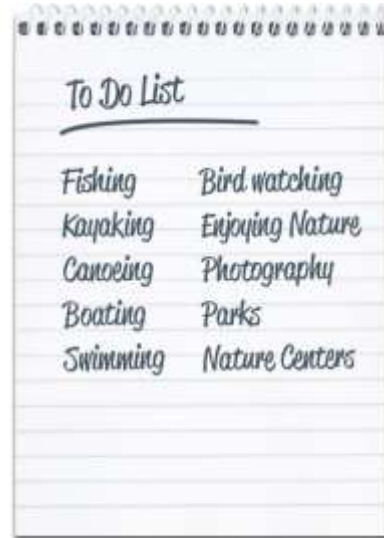 To Do List
Fishing
Kayaking
Canoeing
Boating
Swimming
Bird watching
Enjoying Nature
Photography
Parks
Nature Centers